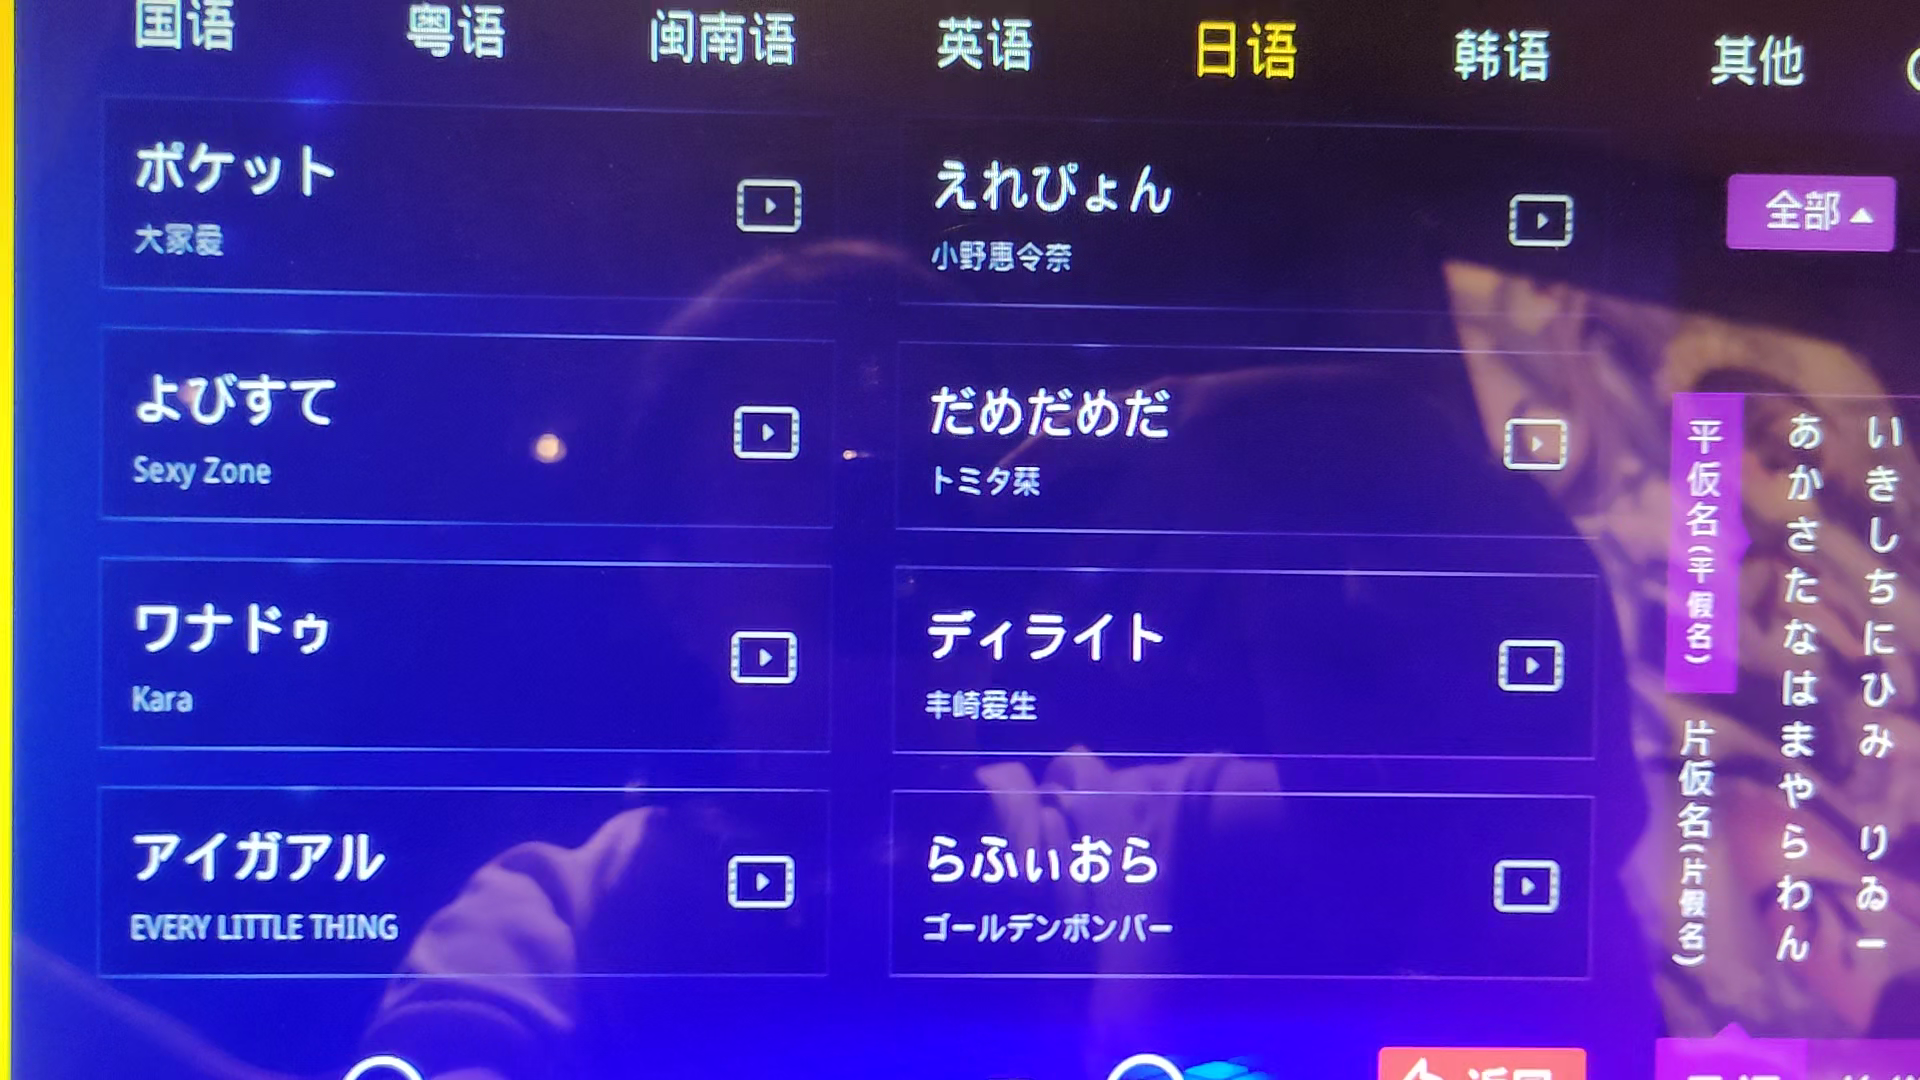 国语 粤语 闽南语 英语 日语 韩语 其他
ポケット
大冢爱
えれぴょん
小野惠令奈
全部
よびすて
Sexy Zone
だめだめだ
トミタ栞
ワナドゥ
Kara
ディライト
丰崎爱生
アイガアル
EVERY LITTLE THING
らふぃおら
ゴールデンボンバー
平仮名(平假名)
片仮名(片假名)
あかさたなはまやらわん
いきしちにひみ りゐー
返回